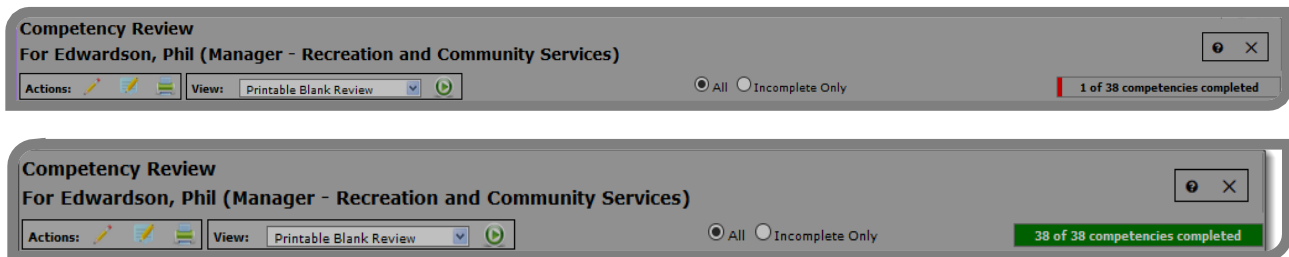 Competency Review
For Edwardson, Phil (Manager - Recreation and Community Services)
Actions: View: Printable Blank Review All Incomplete Only 1 of 38 competencies completed
Competency Review
For Edwardson, Phil (Manager - Recreation and Community Services)
Actions: View: Printable Blank Review All Incomplete Only 38 of 38 competencies completed